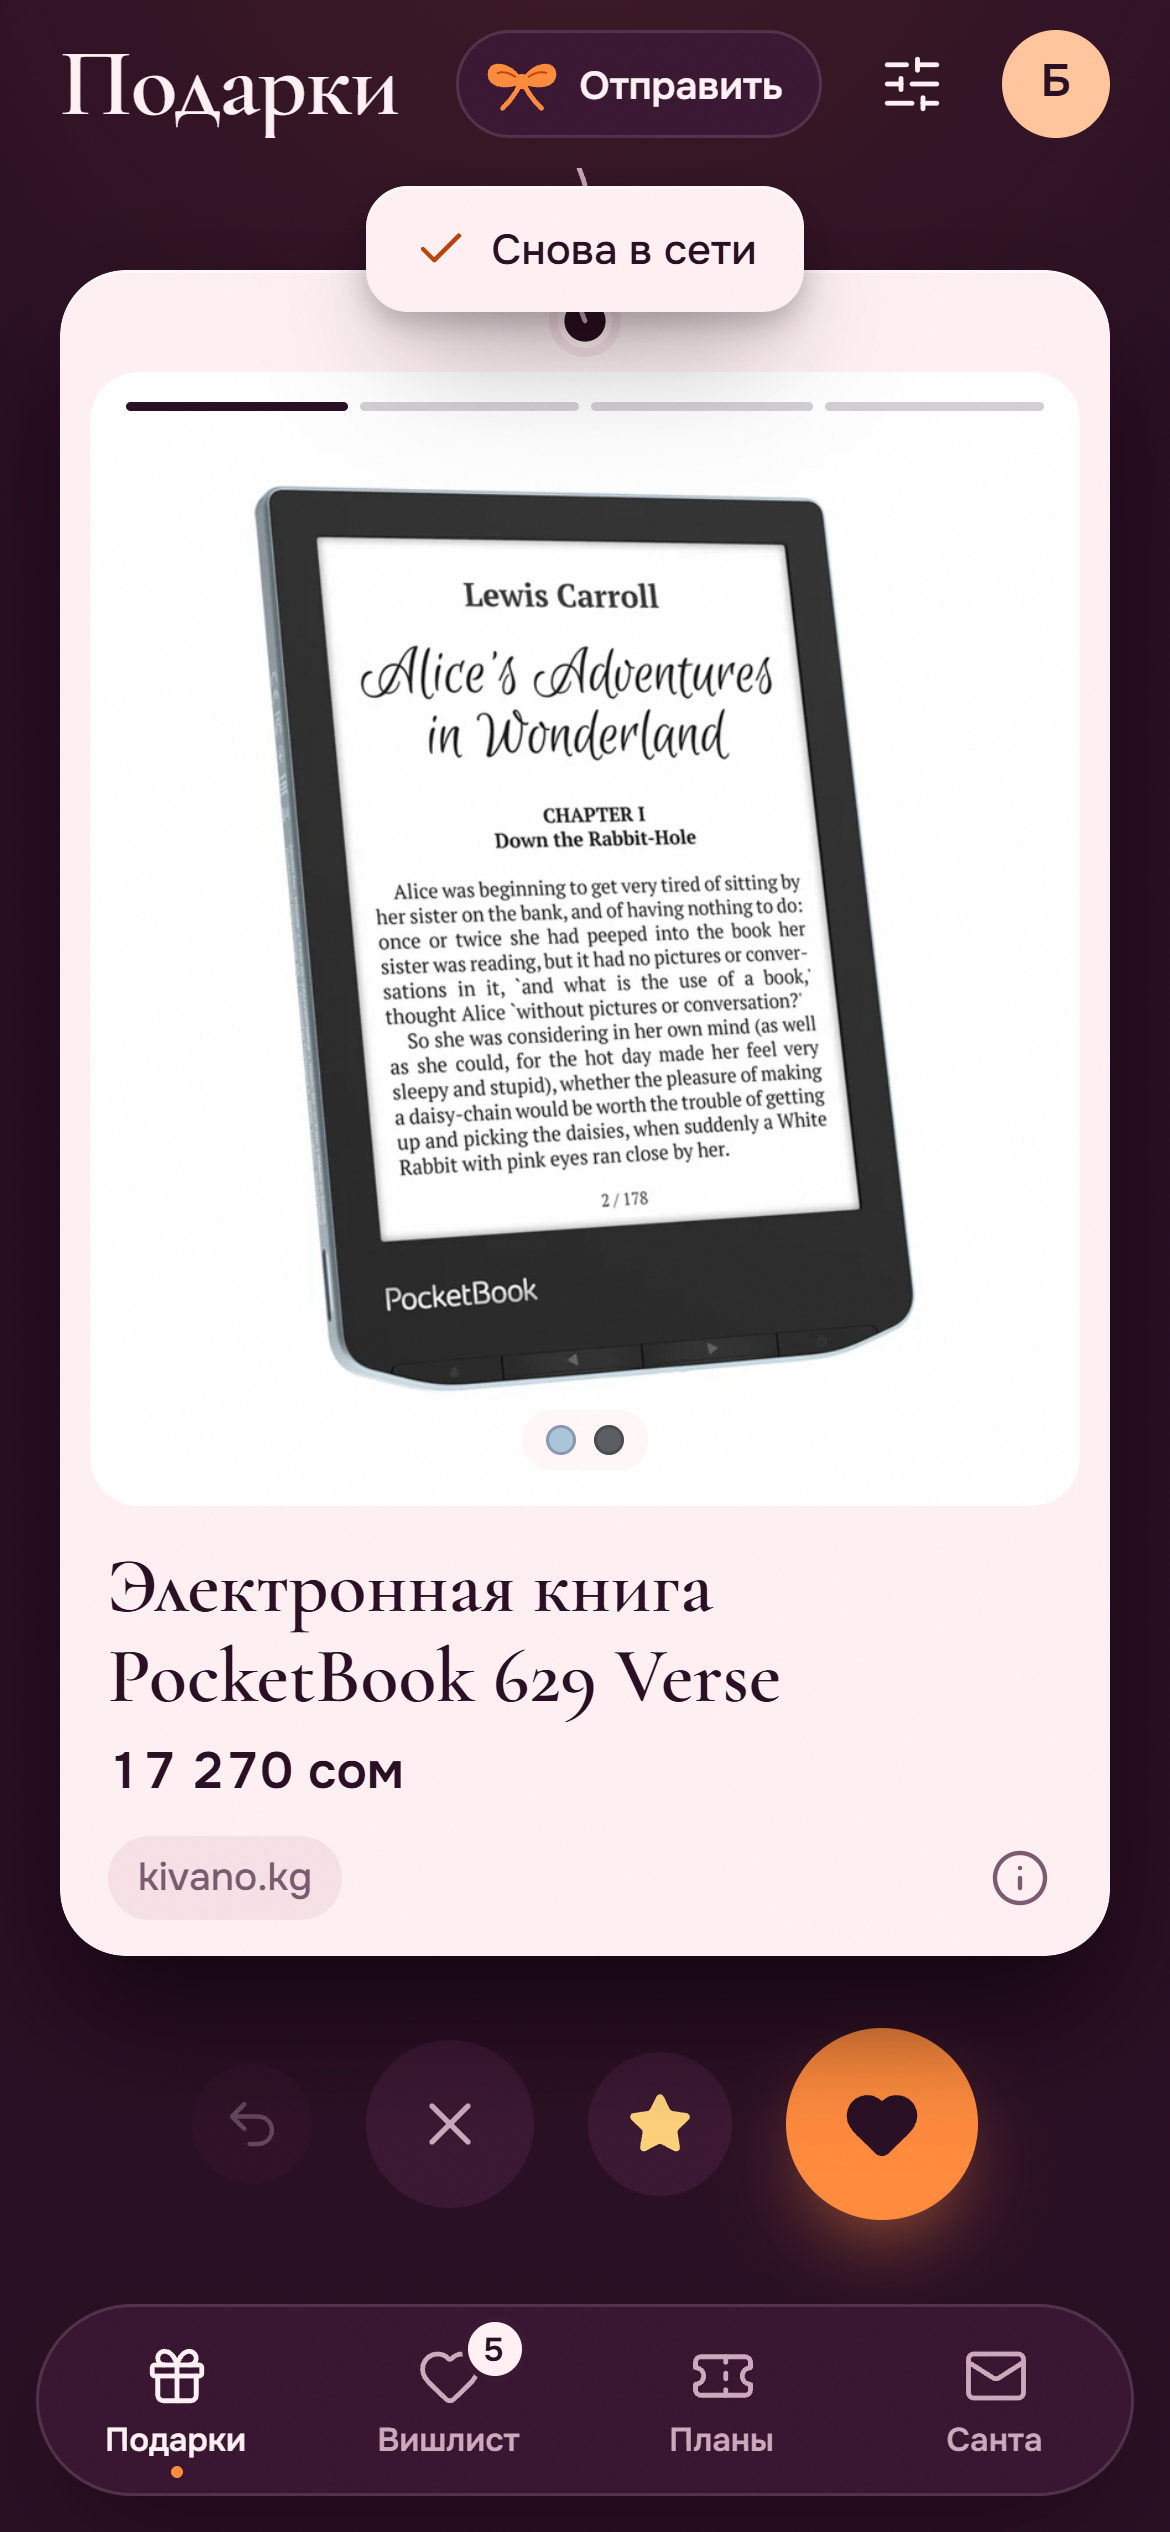 Подарки
Отправить
Б
Снова в сети
Lewis Carroll
Alice's Adventures
in Wonderland
CHAPTER I
Down the Rabbit-Hole
Alice was beginning to get very tired of sitting by
her sister on the bank, and of having nothing to do:
once or twice she had peeped into the book her
sister was reading, but it had no pictures or conver-
sations in it, `and what is the use of a book,'
thought Alice `without pictures or conversation?'
So she was considering in her own mind (as well
as she could, for the hot day made her feel very
sleepy and stupid), whether the pleasure of making
a daisy-chain would be worth the trouble of getting
up and picking the daisies, when suddenly a White
Rabbit with pink eyes ran close by her.
2 / 178
PocketBook
Электронная книга
PocketBook 629 Verse
17 270 сом
kivano.kg
5
Подарки
Вишлист
Планы
Санта